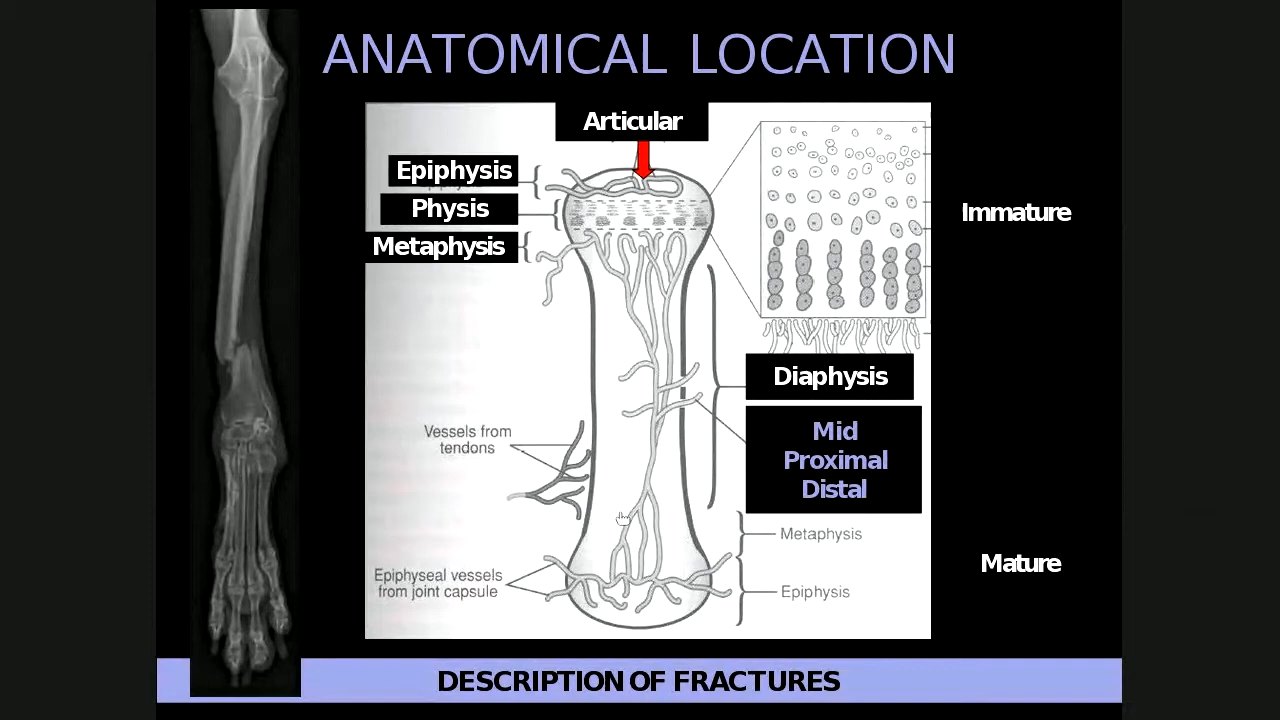 ANATOMICAL LOCATION
Articular
Epiphysis
Physis
Metaphysis
Immature
Diaphysis
Mid
Proximal
Distal
Vessels from
tendons
Metaphysis
Mature
Epiphyseal vessels
from joint capsule
Epiphysis
DESCRIPTION OF FRACTURES